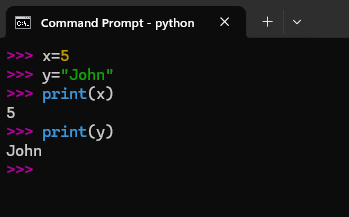 Command Prompt - python
>>> x=5
>>> y="John"
>>> print(x)
5
>>> print(y)
John
>>>